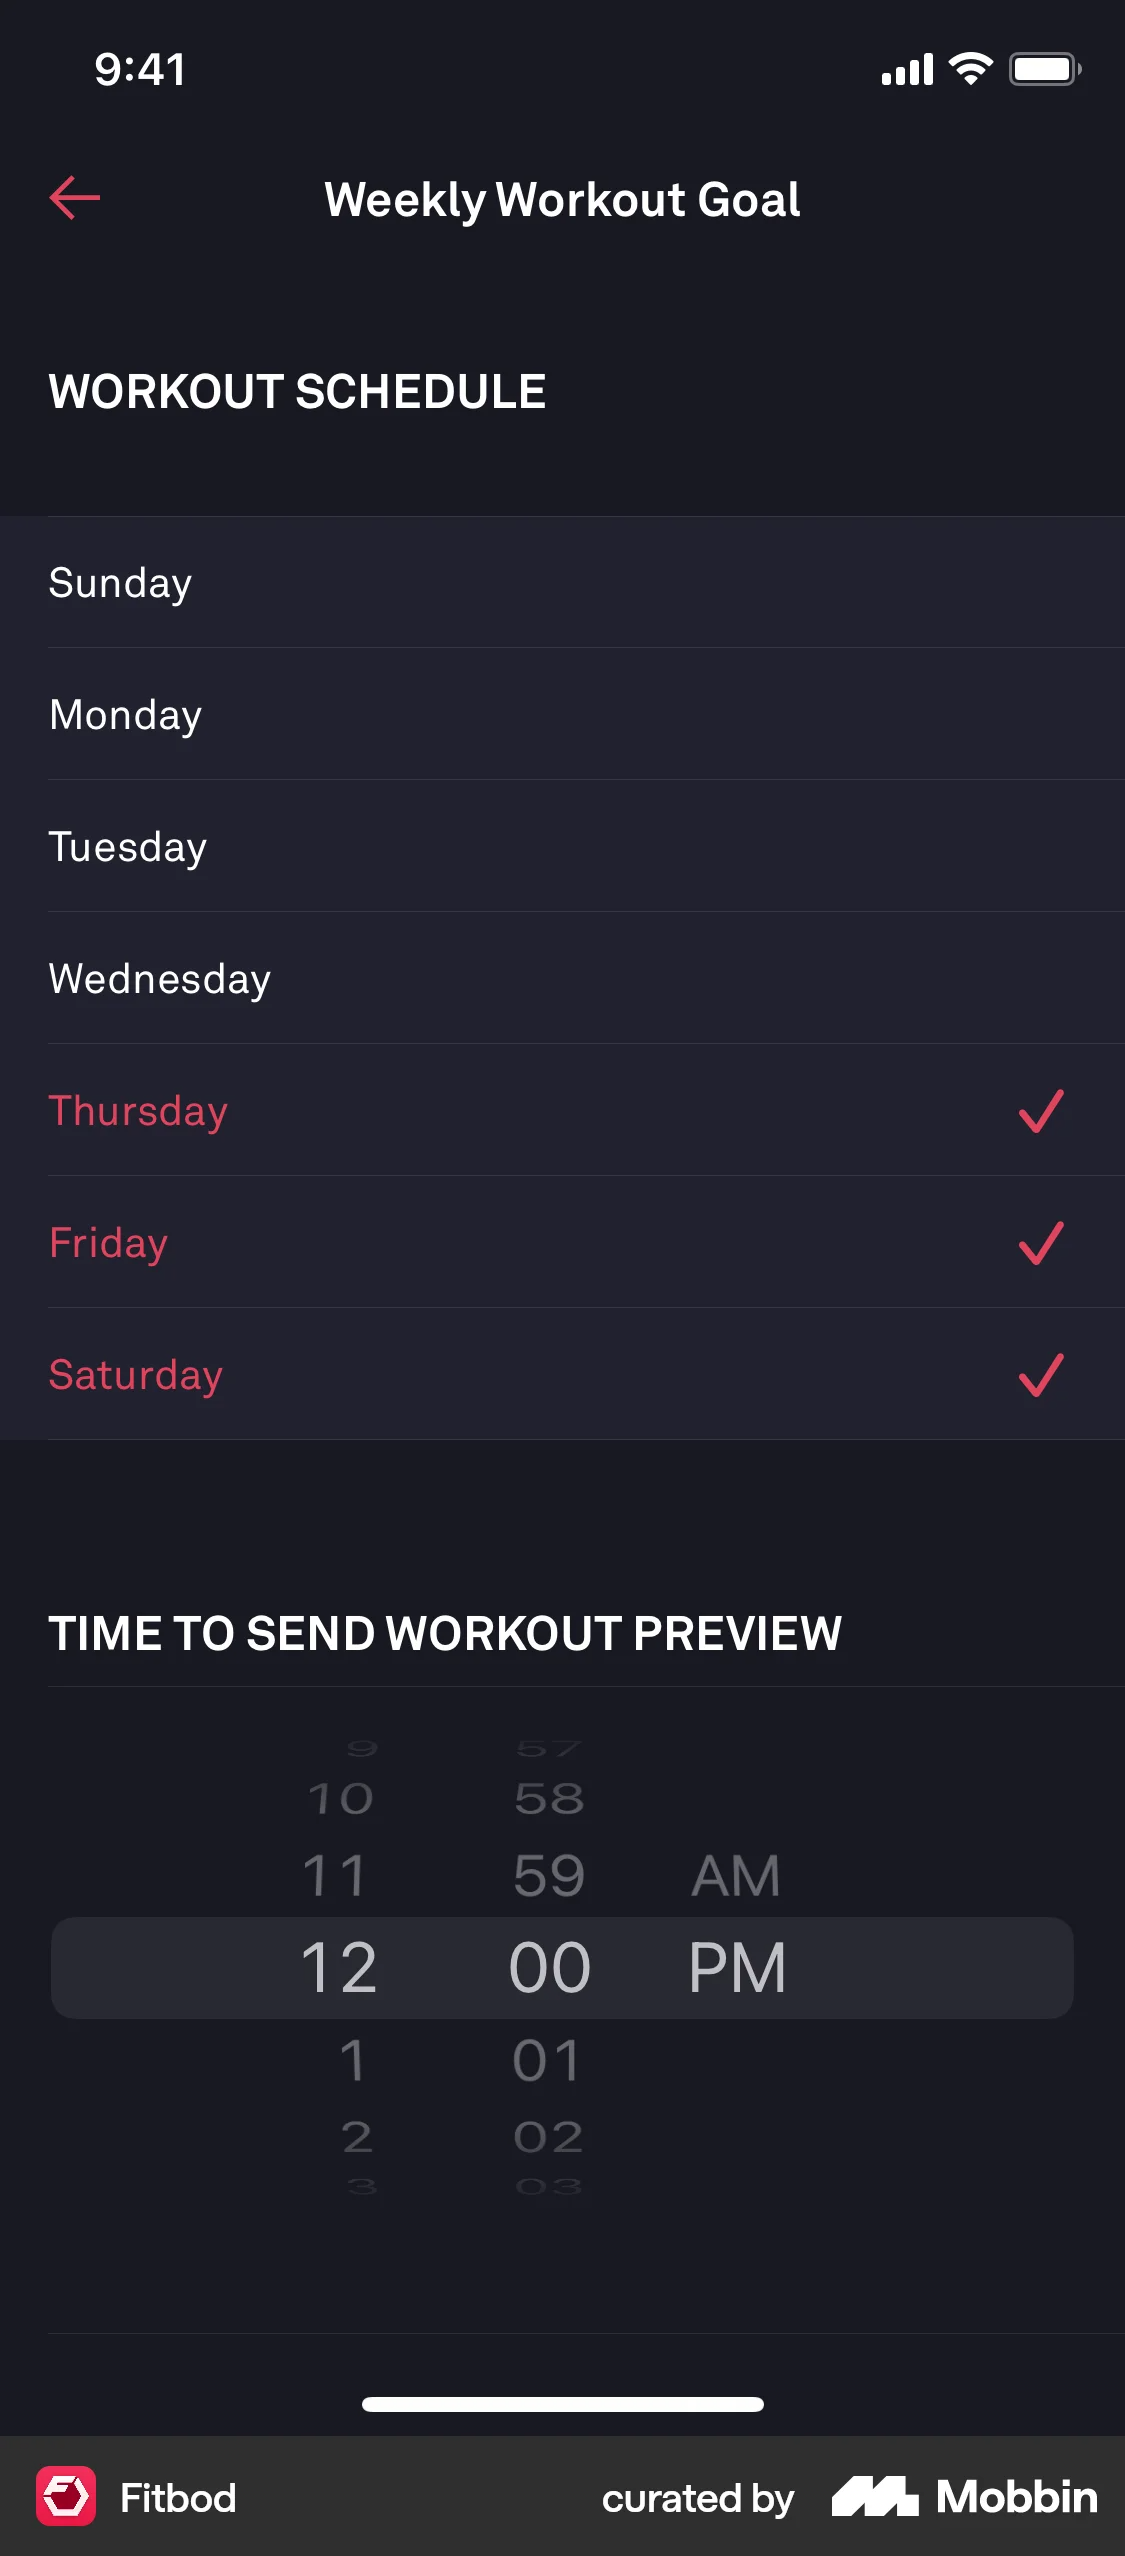 9:41
Weekly Workout Goal
WORKOUT SCHEDULE
Sunday
Monday
Tuesday
Wednesday
Thursday
Friday
Saturday
TIME TO SEND WORKOUT PREVIEW
9 57
10 58
11 59 AM
12 00 PM
1 01
2 02
3 03
Fitbod curated by Mobbin